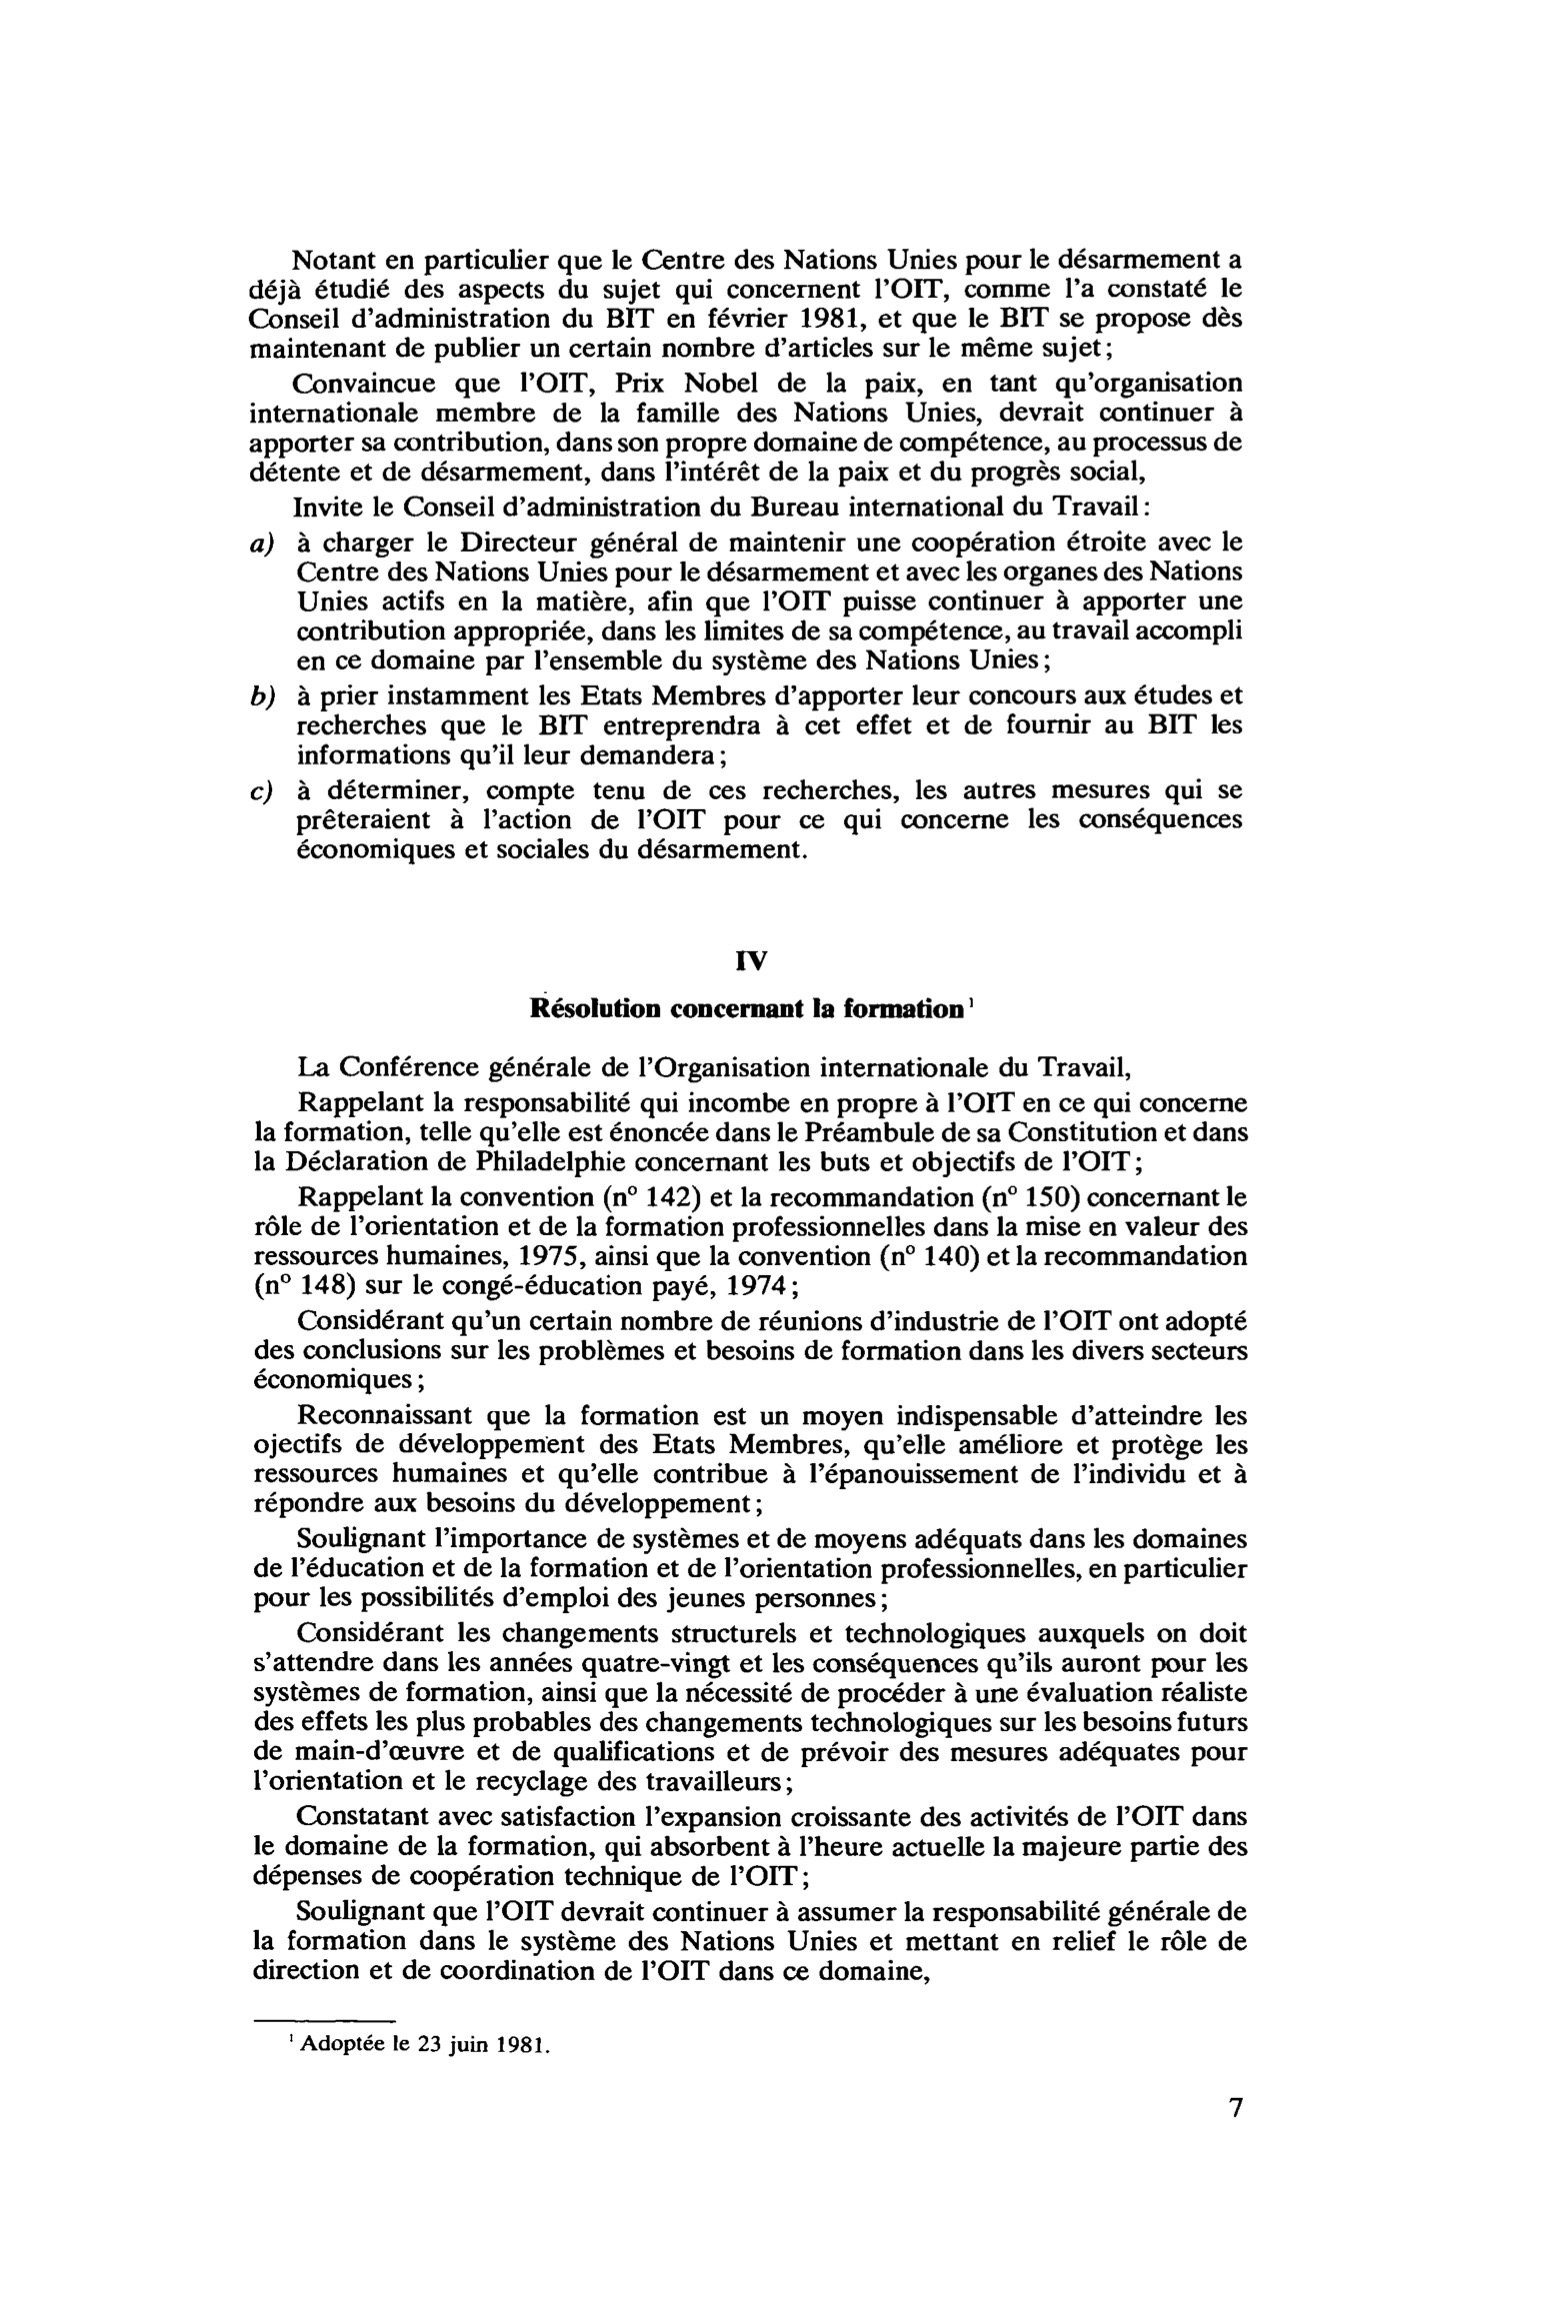 Notant en particulier que le Centre des Nations Unies pour le désarmement a
déjà étudié des aspects du sujet qui concernent l'OIT, comme l'a constaté le
Conseil d'administration du BIT en février 1981, et que le BIT se propose dès
maintenant de publier un certain nombre d'articles sur le même sujet;
Convaincue que l'OIT, Prix Nobel de la paix, en tant qu'organisation
internationale membre de la famille des Nations Unies, devrait continuer à
apporter sa contribution, dans son propre domaine de compétence, au processus de
détente et de désarmement, dans l'intérêt de la paix et du progrès social,
Invite le Conseil d'administration du Bureau international du Travail:
a) à charger le Directeur général de maintenir une coopération étroite avec le
Centre des Nations Unies pour le désarmement et avec les organes des Nations
Unies actifs en la matière, afin que l'OIT puisse continuer à apporter une
contribution appropriée, dans les limites de sa compétence, au travail accompli
en ce domaine par l'ensemble du système des Nations Unies;
b) à prier instamment les Etats Membres d'apporter leur concours aux études et
recherches que le BIT entreprendra à cet effet et de fournir au BIT les
informations qu'il leur demandera;
c) à déterminer, compte tenu de ces recherches, les autres mesures qui se
prêteraient à l'action de l'OIT pour ce qui concerne les conséquences
économiques et sociales du désarmement.
IV
Résolution concernant la formation ¹
La Conférence générale de l'Organisation internationale du Travail,
Rappelant la responsabilité qui incombe en propre à l'OIT en ce qui concerne
la formation, telle qu'elle est énoncée dans le Préambule de sa Constitution et dans
la Déclaration de Philadelphie concernant les buts et objectifs de l'OIT;
Rappelant la convention (nº 142) et la recommandation (nº 150) concernant le
rôle de l'orientation et de la formation professionnelles dans la mise en valeur des
ressources humaines, 1975, ainsi que la convention (nº 140) et la recommandation
(nº 148) sur le congé-éducation payé, 1974;
Considérant qu'un certain nombre de réunions d'industrie de l'OIT ont adopté
des conclusions sur les problèmes et besoins de formation dans les divers secteurs
économiques;
Reconnaissant que la formation est un moyen indispensable d'atteindre les
ojectifs de développement des Etats Membres, qu'elle améliore et protège les
ressources humaines et qu'elle contribue à l'épanouissement de l'individu et à
répondre aux besoins du développement;
Soulignant l'importance de systèmes et de moyens adéquats dans les domaines
de l'éducation et de la formation et de l'orientation professionnelles, en particulier
pour les possibilités d'emploi des jeunes personnes;
Considérant les changements structurels et technologiques auxquels on doit
s'attendre dans les années quatre-vingt et les conséquences qu'ils auront pour les
systèmes de formation, ainsi que la nécessité de procéder à une évaluation réaliste
des effets les plus probables des changements technologiques sur les besoins futurs
de main-d'œuvre et de qualifications et de prévoir des mesures adéquates pour
l'orientation et le recyclage des travailleurs;
Constatant avec satisfaction l'expansion croissante des activités de l'OIT dans
le domaine de la formation, qui absorbent à l'heure actuelle la majeure partie des
dépenses de coopération technique de l'OIT;
Soulignant que l'OIT devrait continuer à assumer la responsabilité générale de
la formation dans le système des Nations Unies et mettant en relief le rôle de
direction et de coordination de l'OIT dans ce domaine,
¹ Adoptée le 23 juin 1981.
7